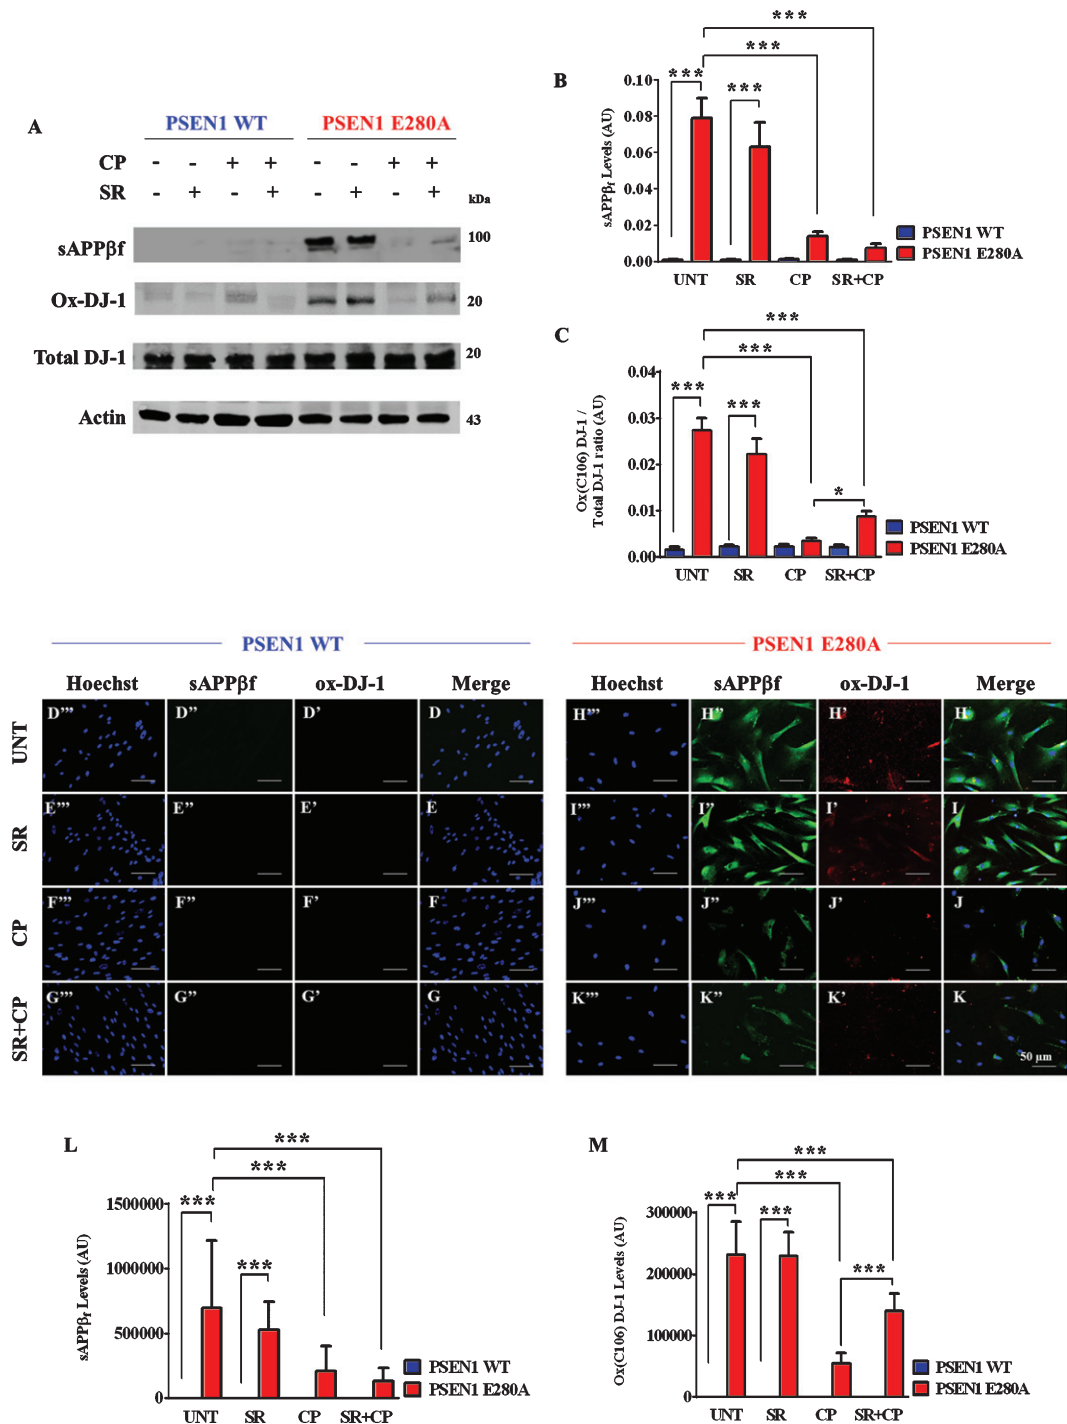 A
PSEN1 WT PSEN1 E280A
CP - - + + - - + +
SR - + - + - + - +
kDa
sAPPβf 100
Ox-DJ-1 20
Total DJ-1 20
Actin 43
B
***
***
*** ***
sAPPβf Levels (AU)
0.10
0.08
0.06
0.04
0.02
0.00
UNT SR CP SR+CP
PSEN1 WT
PSEN1 E280A
C
***
***
*** ***
*
Ox(C106) DJ-1 /
Total DJ-1 ratio (AU)
0.04
0.03
0.02
0.01
0.00
UNT SR CP SR+CP
PSEN1 WT
PSEN1 E280A
PSEN1 WT PSEN1 E280A
Hoechst sAPPβf ox-DJ-1 Merge Hoechst sAPPβf ox-DJ-1 Merge
UNT D''' D'' D' D H''' H'' H' H
SR E''' E'' E' E I''' I'' I' I
CP F''' F'' F' F J''' J'' J' J
SR+CP G''' G'' G' G K''' K'' K' K
50 µm
L
***
***
***
***
sAPPβf Levels (AU)
1500000
1000000
500000
0
UNT SR CP SR+CP
PSEN1 WT
PSEN1 E280A
M
***
***
*** ***
***
Ox(C106) DJ-1 Levels (AU)
300000
200000
100000
0
UNT SR CP SR+CP
PSEN1 WT
PSEN1 E280A